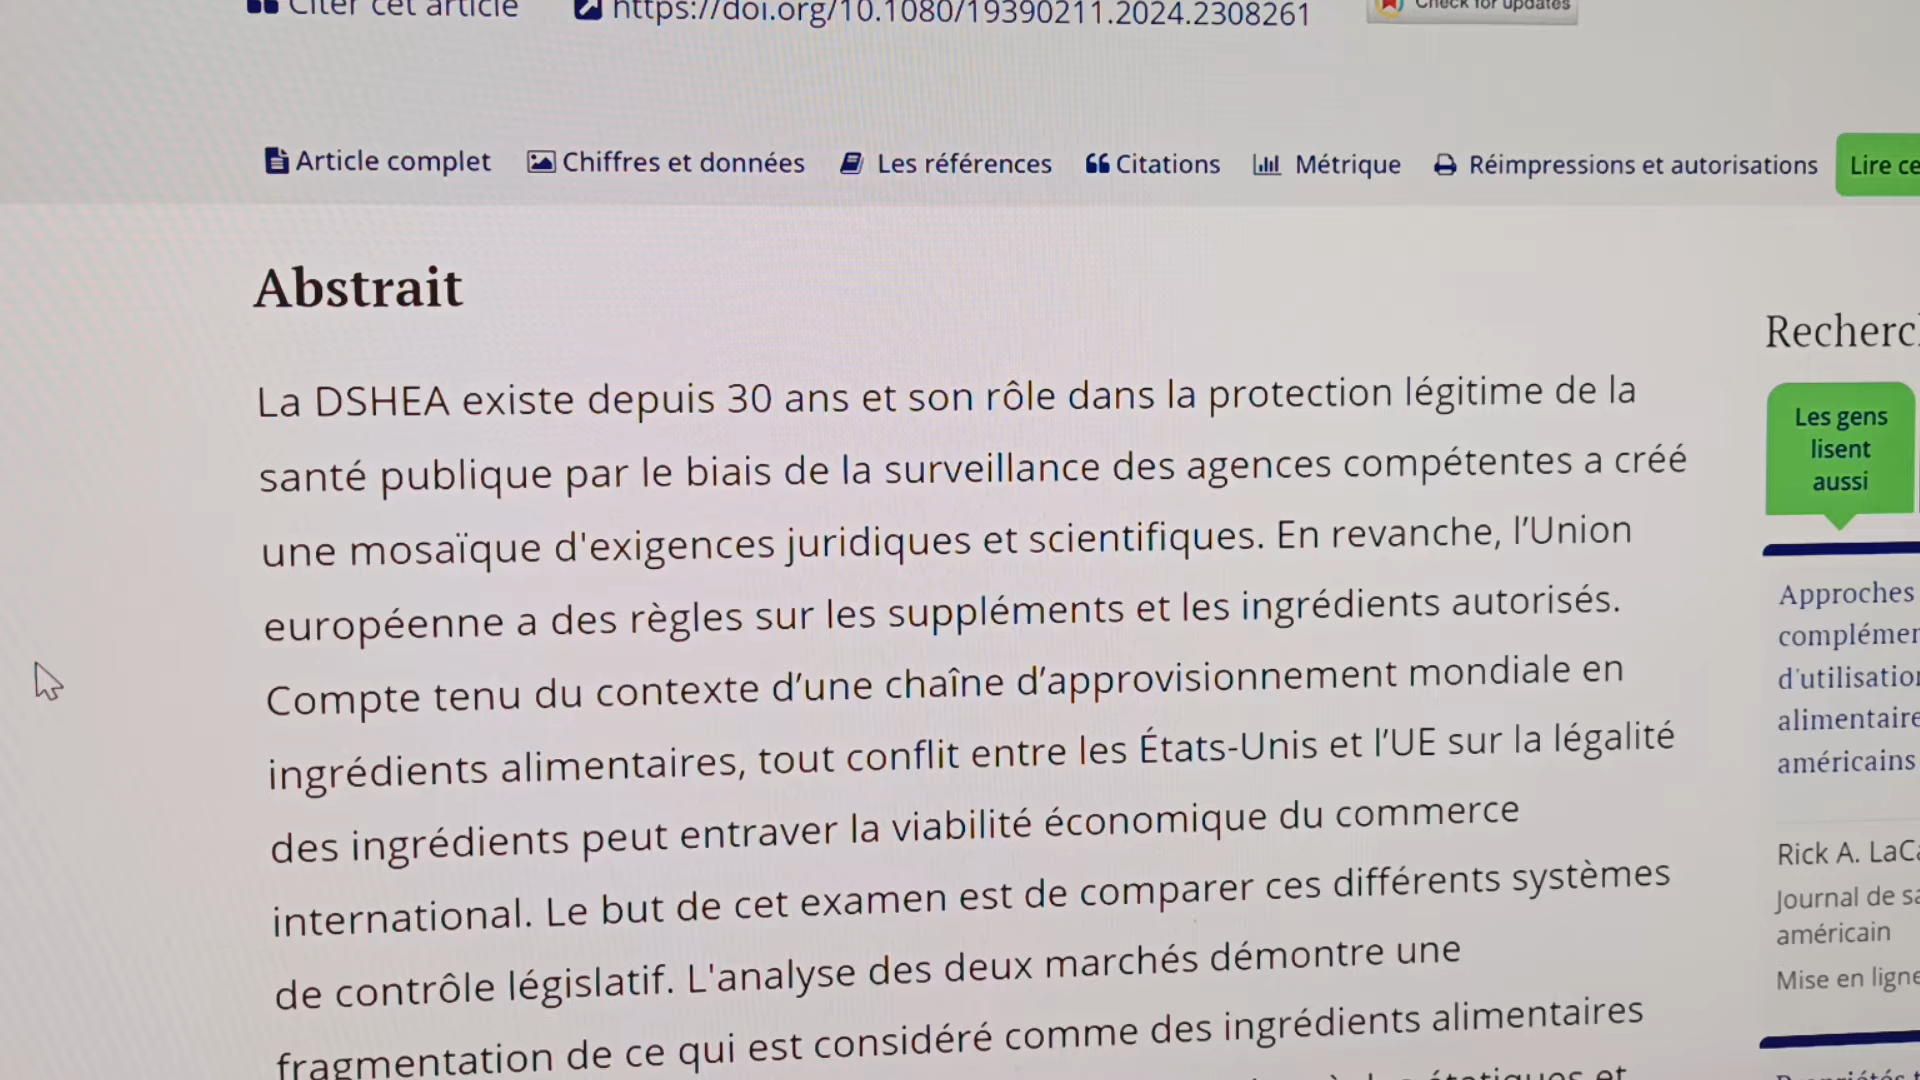 Citer cet article https://doi.org/10.1080/19390211.2024.2308261 Check for updates
Article complet Chiffres et données Les références Citations Métrique Réimpressions et autorisations Lire ce
Abstrait
La DSHEA existe depuis 30 ans et son rôle dans la protection légitime de la
santé publique par le biais de la surveillance des agences compétentes a créé
une mosaïque d'exigences juridiques et scientifiques. En revanche, l’Union
européenne a des règles sur les suppléments et les ingrédients autorisés.
Compte tenu du contexte d’une chaîne d’approvisionnement mondiale en
ingrédients alimentaires, tout conflit entre les États-Unis et l’UE sur la légalité
des ingrédients peut entraver la viabilité économique du commerce
international. Le but de cet examen est de comparer ces différents systèmes
de contrôle législatif. L'analyse des deux marchés démontre une
fragmentation de ce qui est considéré comme des ingrédients alimentaires
Recherch
Les gens
lisent
aussi
Approches
complémen
d'utilisation
alimentaire
américains
Rick A. LaCa
Journal de sa
américain
Mise en ligne